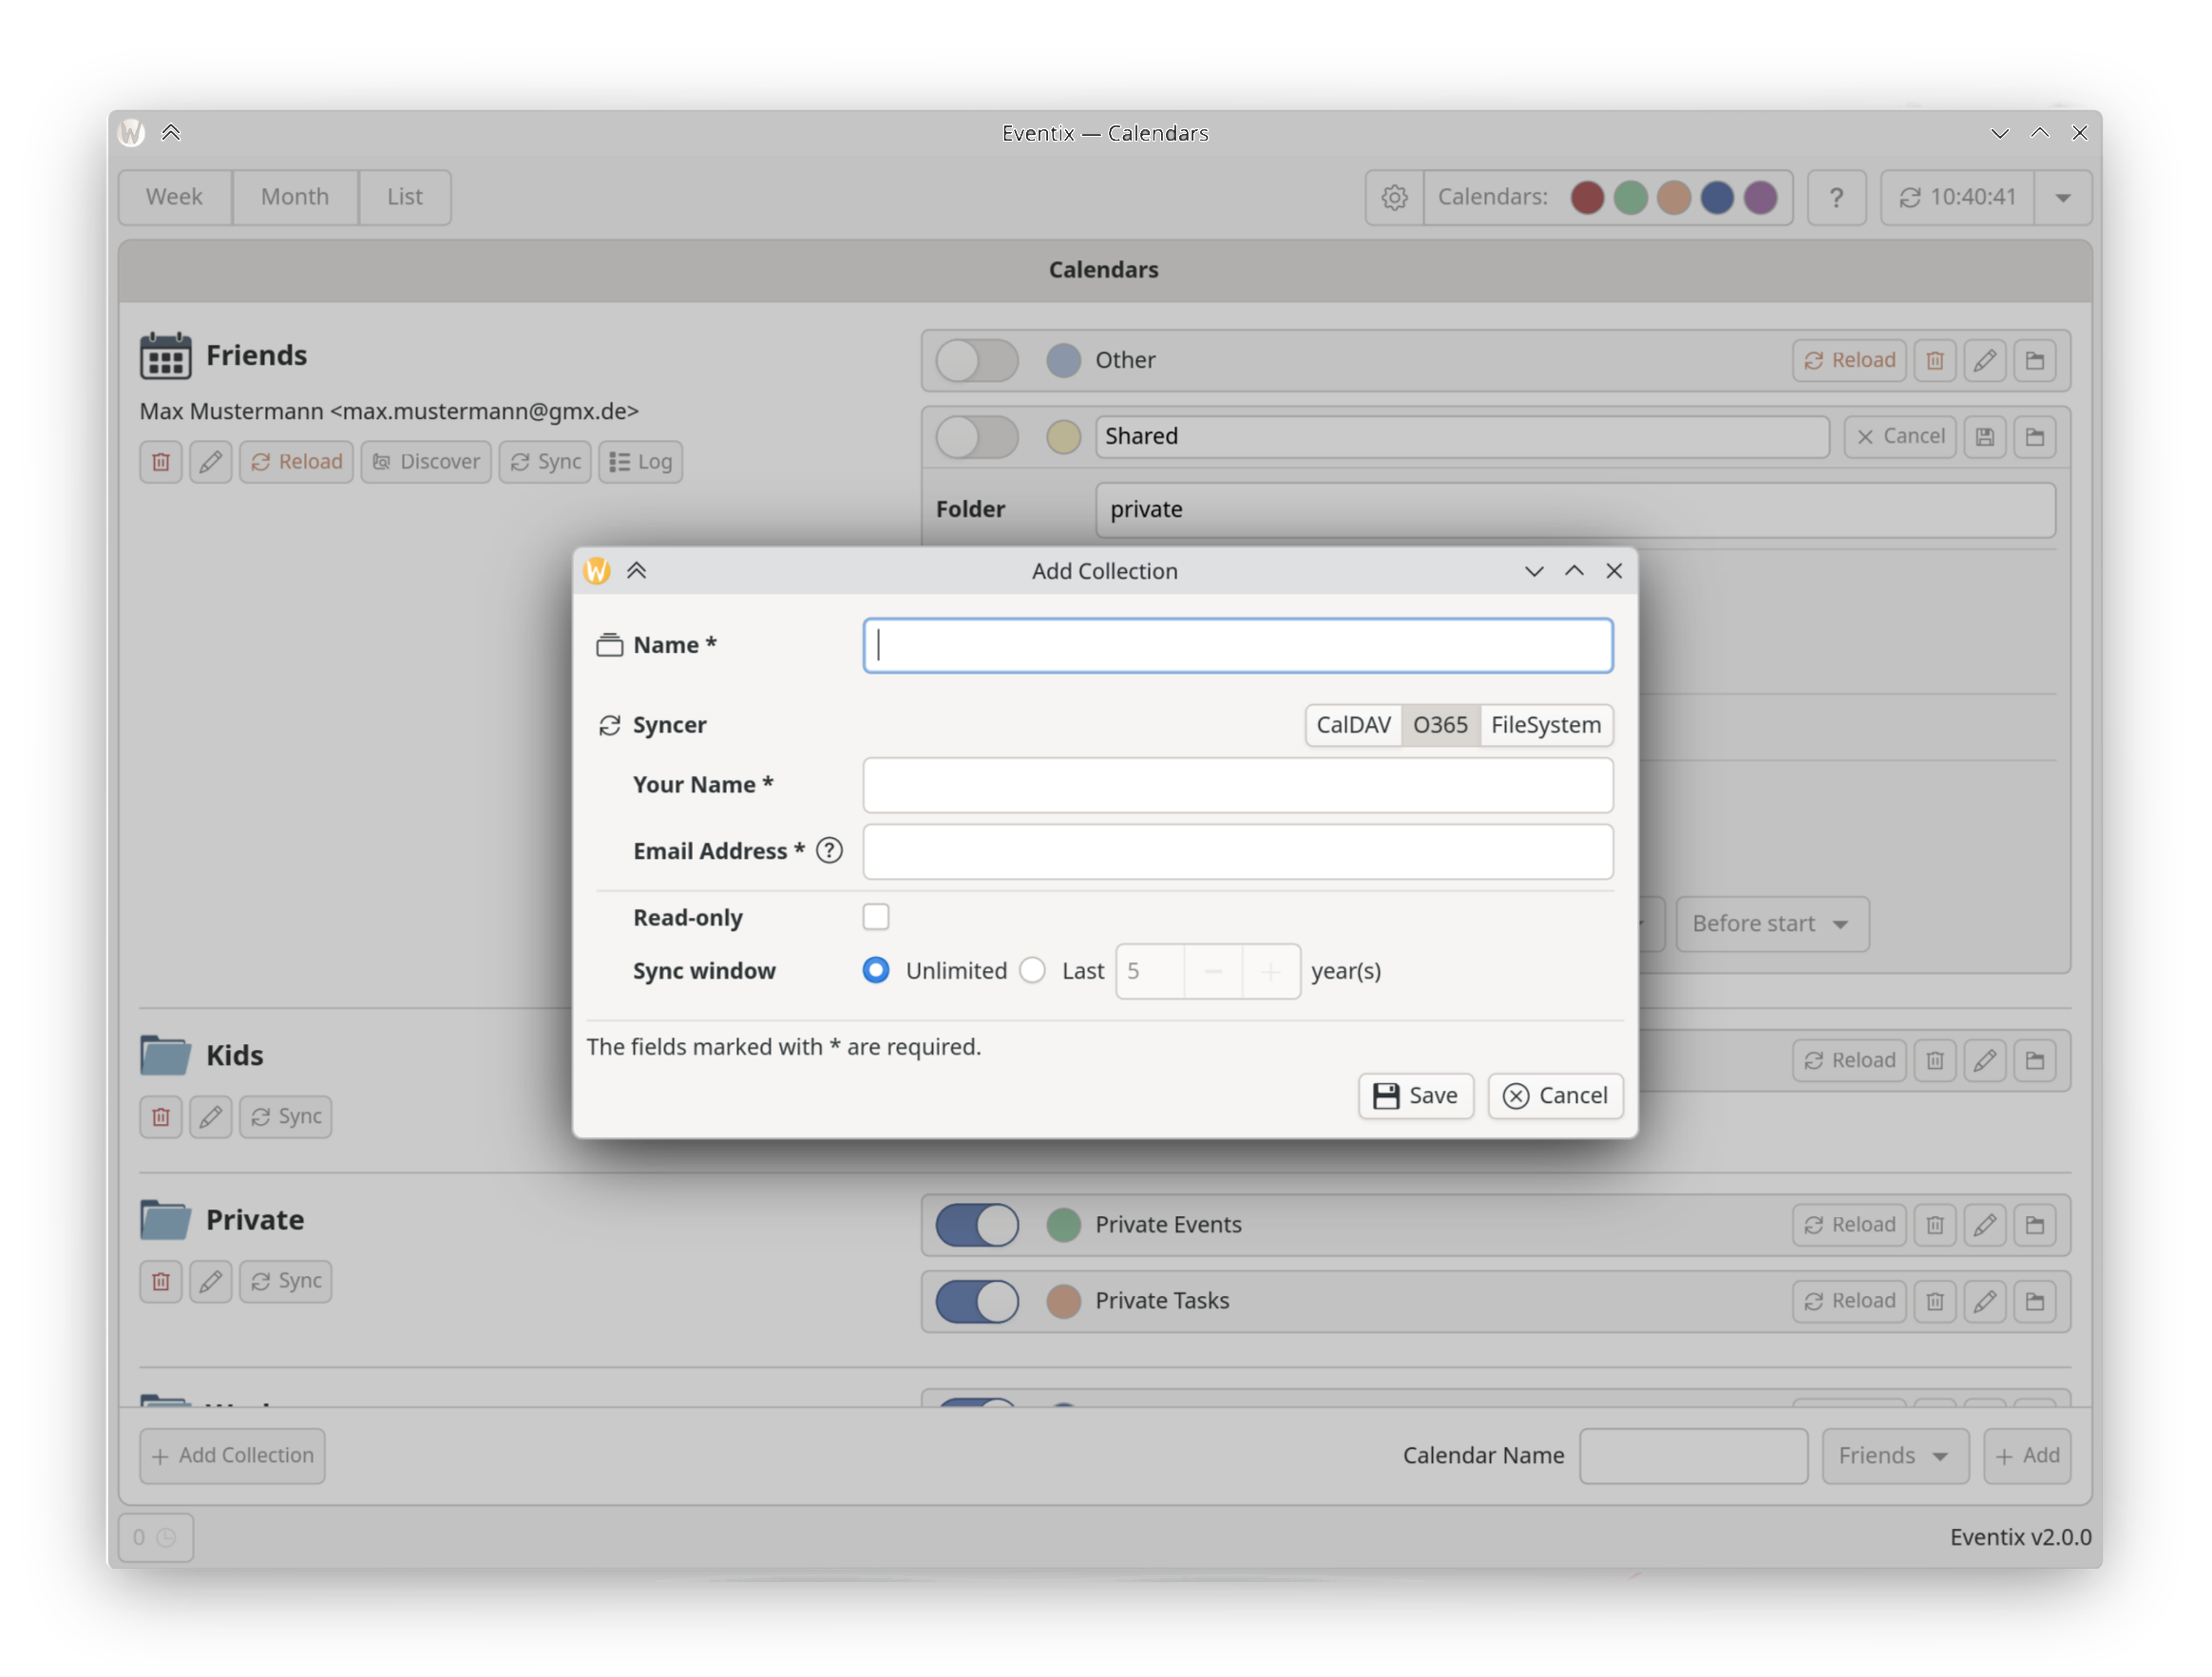 Eventix — Calendars
Week Month List
Calendars: ? 10:40:41
Calendars
Friends
Max Mustermann <max.mustermann@gmx.de>
Reload Discover Sync Log
Other Reload
Shared Cancel
Folder private
Add Collection
Name *
Syncer CalDAV O365 FileSystem
Your Name *
Email Address * ?
Read-only
Sync window Unlimited Last 5 − + year(s)
The fields marked with * are required.
Save Cancel
Before start
Kids
Sync
Reload
Private
Sync
Private Events Reload
Private Tasks Reload
+ Add Collection
Calendar Name Friends + Add
0
Eventix v2.0.0